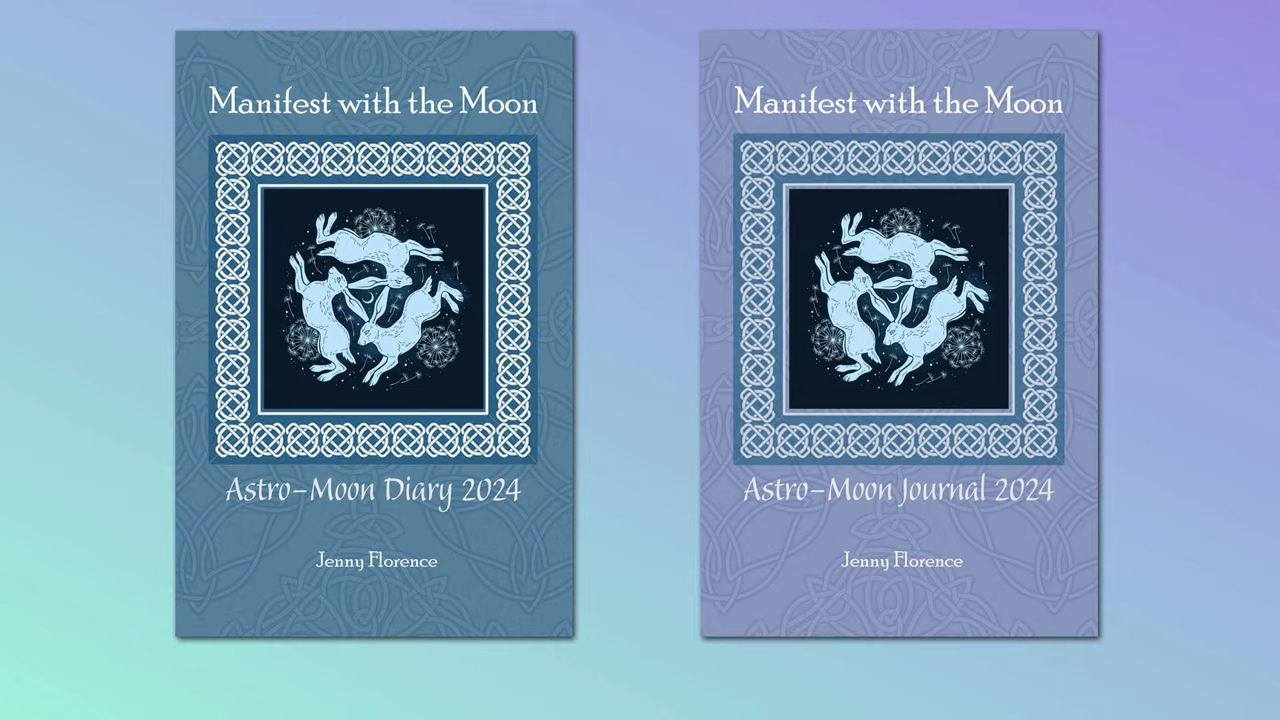 Manifest with the Moon
Astro-Moon Diary 2024
Jenny Florence
Manifest with the Moon
Astro-Moon Journal 2024
Jenny Florence